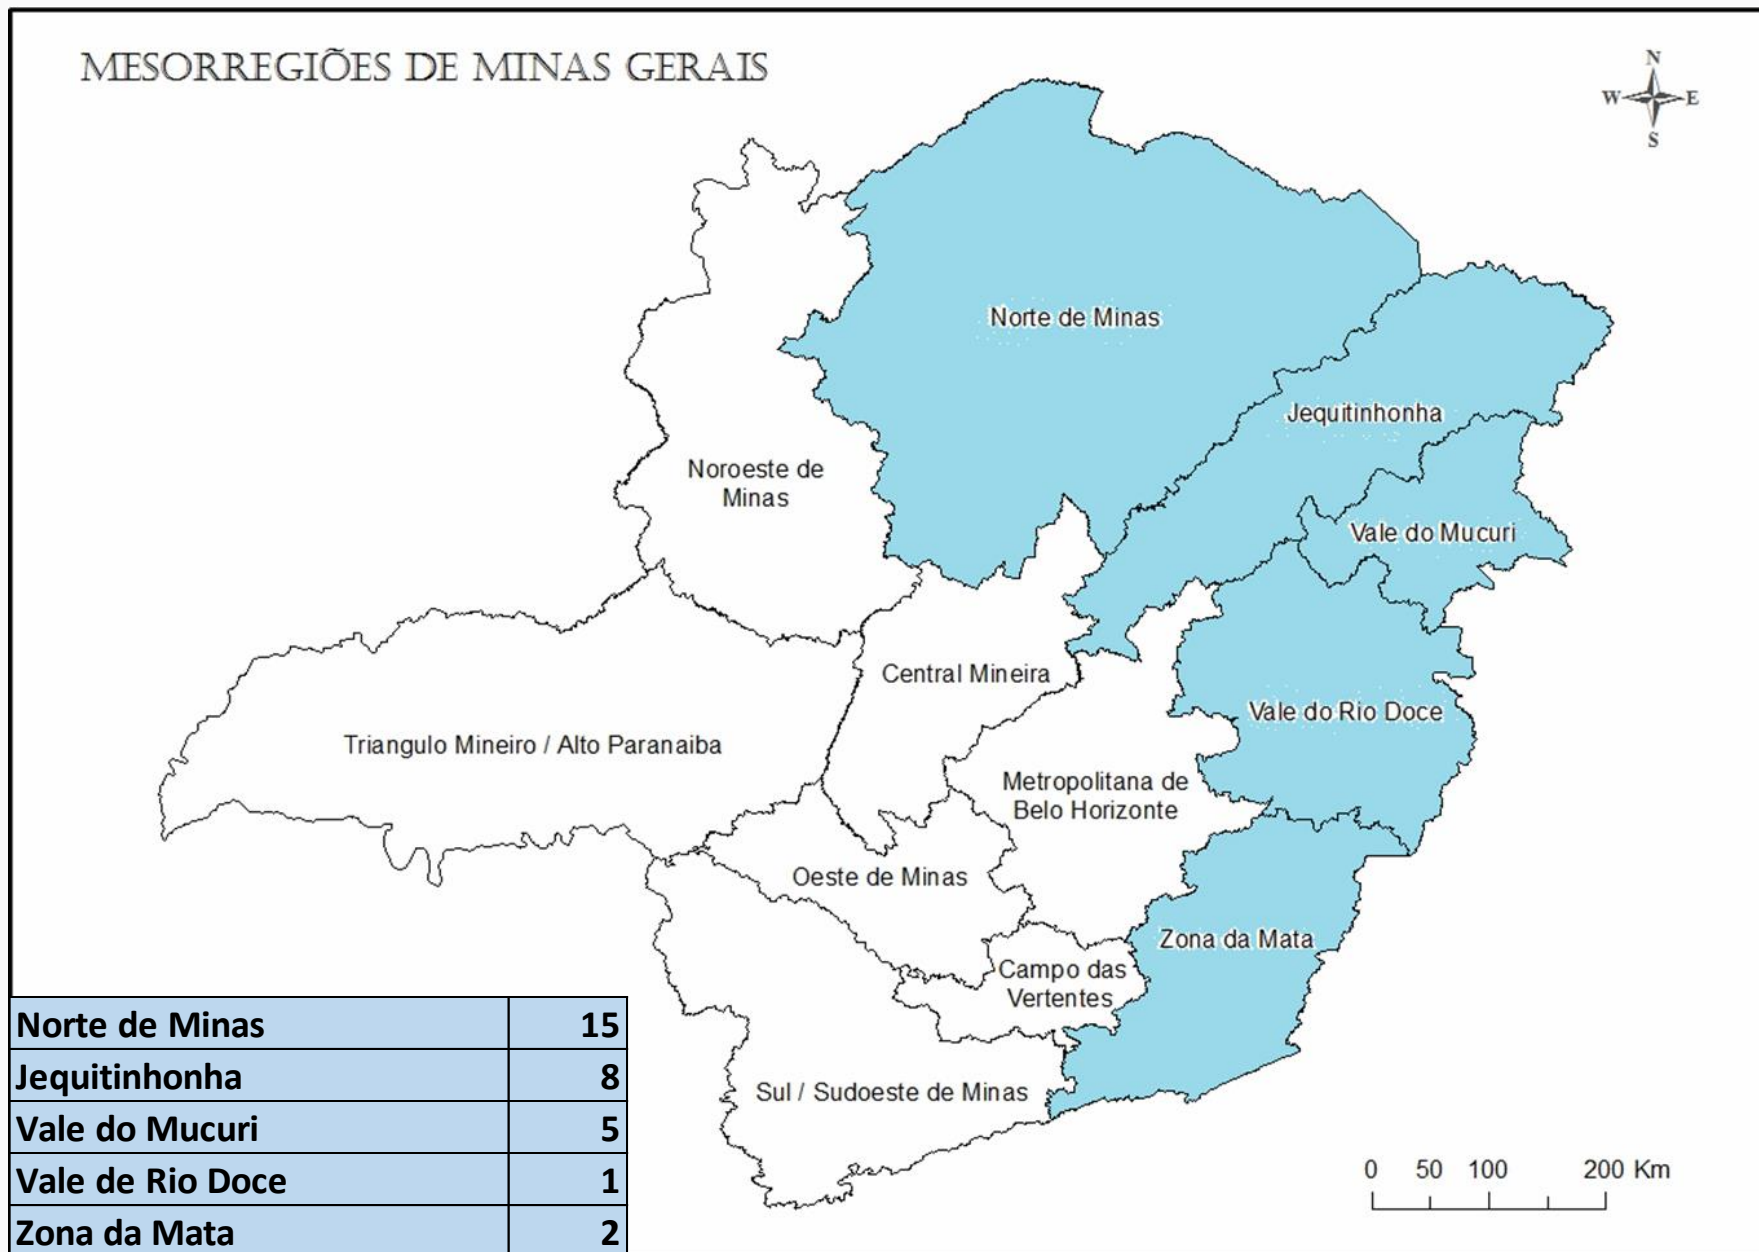 MESORREGIÕES DE MINAS GERAIS
N
W E
S
Norte de Minas
Jequitinhonha
Noroeste de
Minas
Vale do Mucuri
Central Mineira
Vale do Rio Doce
Triangulo Mineiro / Alto Paranaiba
Metropolitana de
Belo Horizonte
Oeste de Minas
Zona da Mata
Campo das
Vertentes
Sul / Sudoeste de Minas
Norte de Minas 15
Jequitinhonha 8
Vale do Mucuri 5
Vale de Rio Doce 1
Zona da Mata 2
0 50 100 200 Km